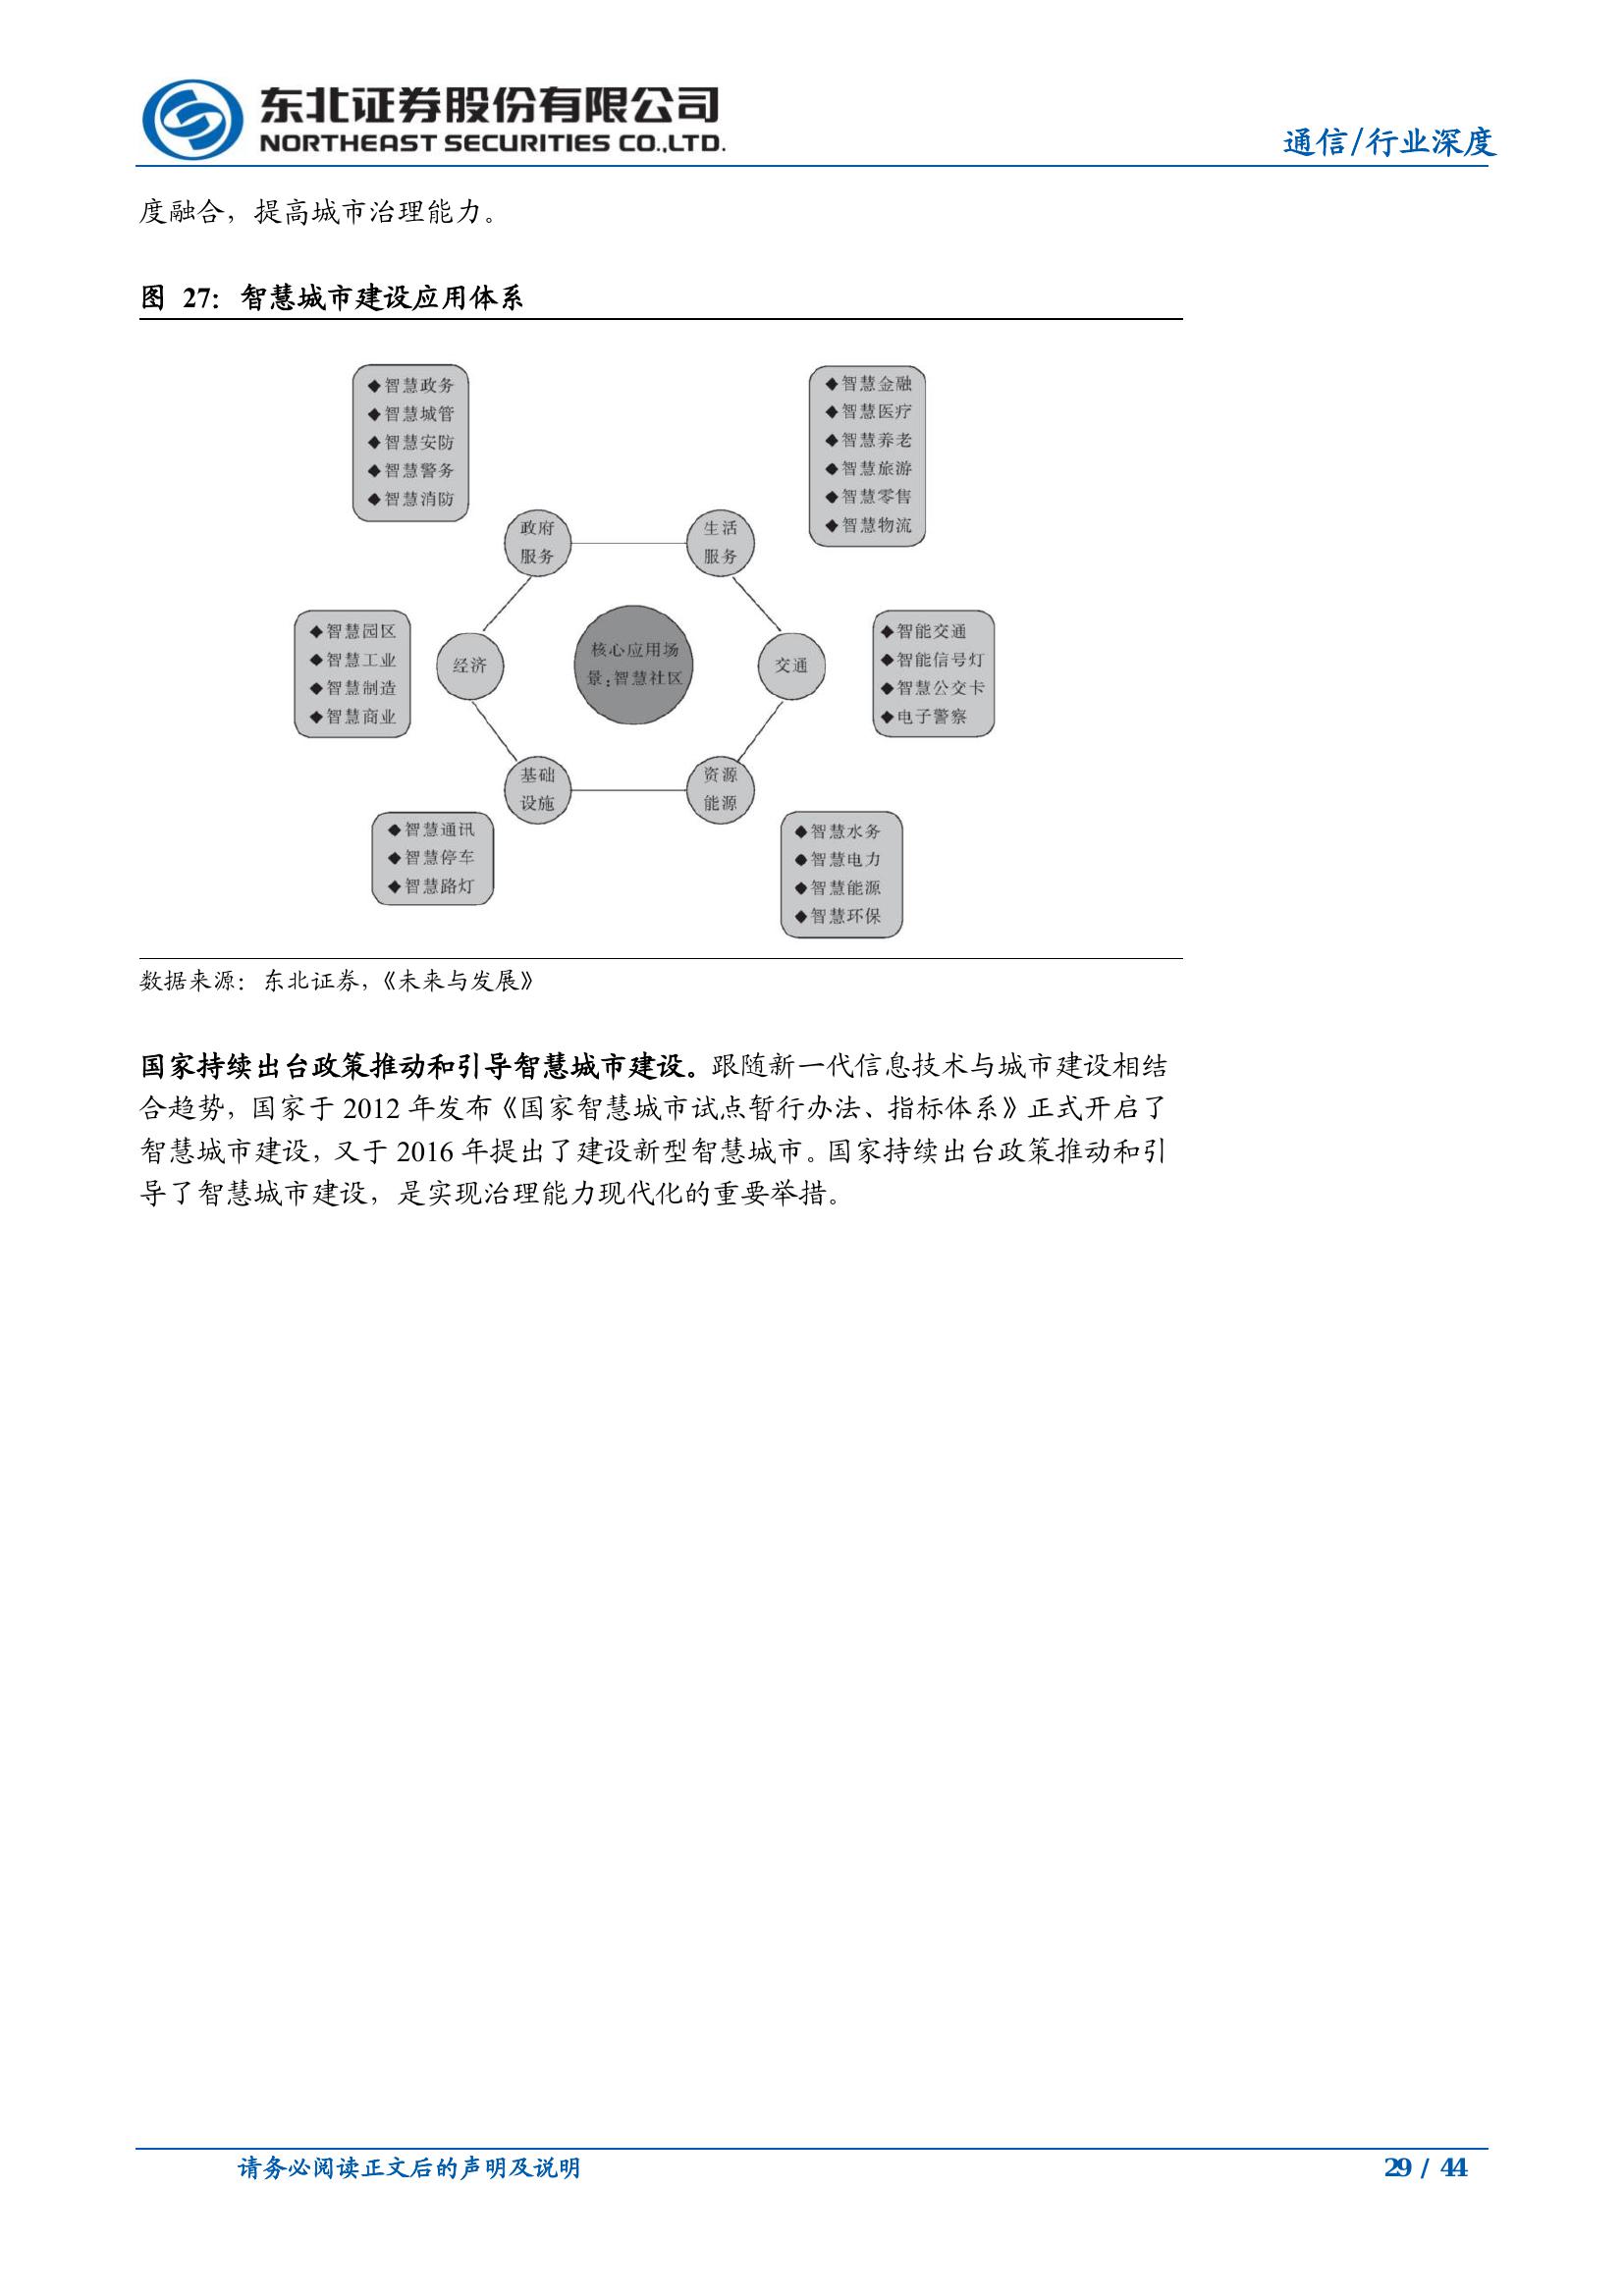 东北证券股份有限公司
NORTHEAST SECURITIES CO.,LTD.
通信/行业深度
度融合，提高城市治理能力。
图 27：智慧城市建设应用体系
◆智慧政务
◆智慧城管
◆智慧安防
◆智慧警务
◆智慧消防
◆智慧金融
◆智慧医疗
◆智慧养老
◆智慧旅游
◆智慧零售
◆智慧物流
政府
服务
生活
服务
◆智慧园区
◆智慧工业
◆智慧制造
◆智慧商业
经济
核心应用场
景:智慧社区
交通
◆智能交通
◆智能信号灯
◆智慧公交卡
◆电子警察
基础
设施
资源
能源
◆智慧通讯
◆智慧停车
◆智慧路灯
◆智慧水务
◆智慧电力
◆智慧能源
◆智慧环保
数据来源：东北证券，《未来与发展》
国家持续出台政策推动和引导智慧城市建设。跟随新一代信息技术与城市建设相结
合趋势，国家于 2012 年发布《国家智慧城市试点暂行办法、指标体系》正式开启了
智慧城市建设，又于 2016 年提出了建设新型智慧城市。国家持续出台政策推动和引
导了智慧城市建设，是实现治理能力现代化的重要举措。
请务必阅读正文后的声明及说明
29 / 44